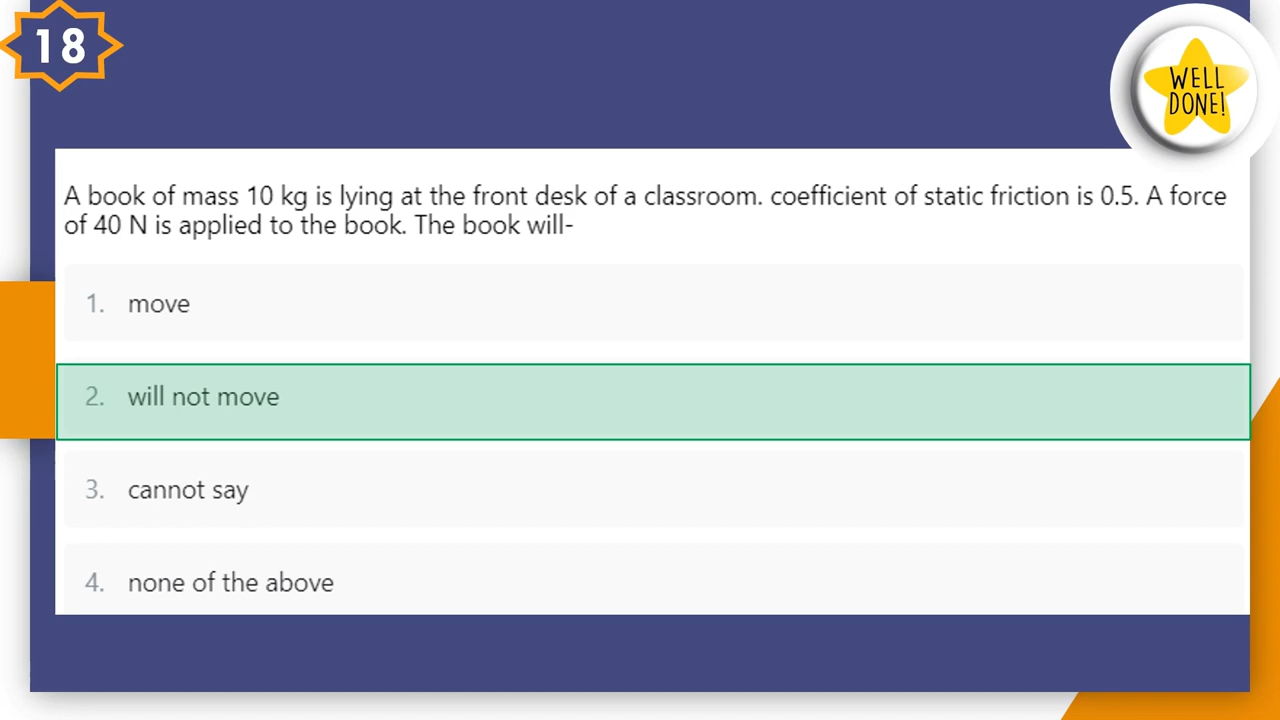 18
WELL
DONE!
A book of mass 10 kg is lying at the front desk of a classroom. coefficient of static friction is 0.5. A force
of 40 N is applied to the book. The book will-
1. move
2. will not move
3. cannot say
4. none of the above